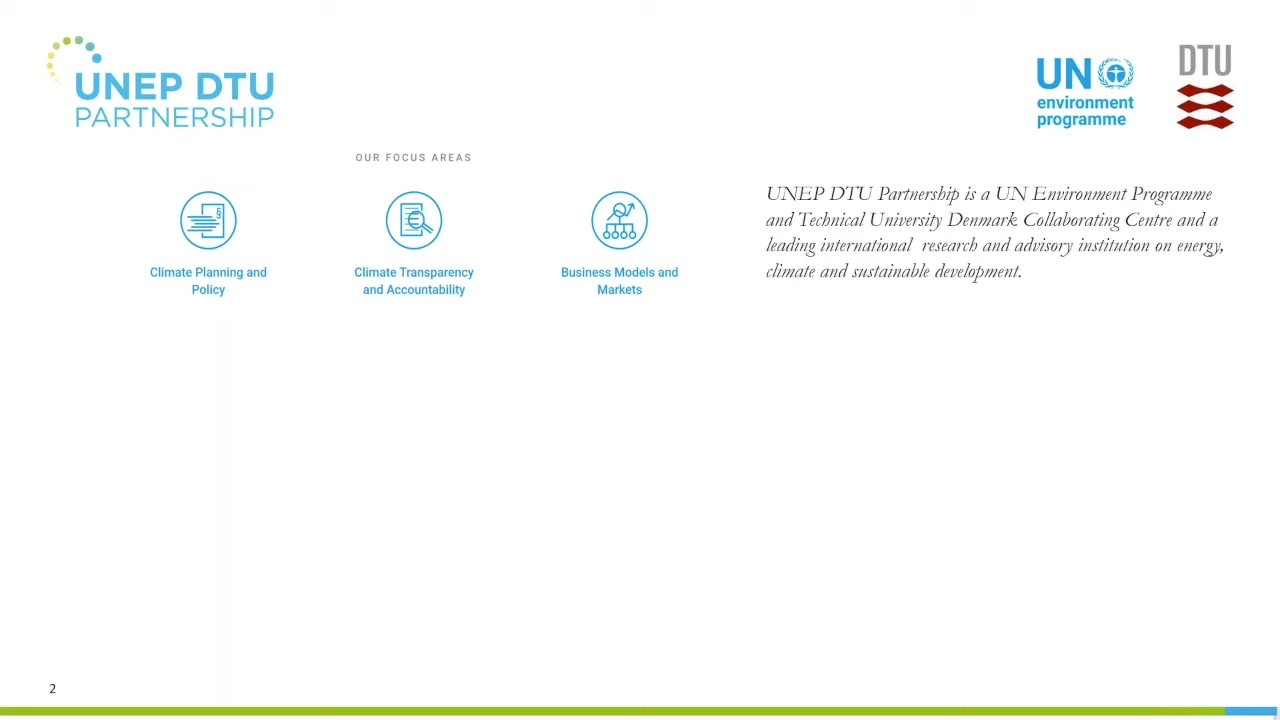 UNEP DTU
PARTNERSHIP
UN
environment
programme
DTU
OUR FOCUS AREAS
§
Climate Planning and
Policy
Climate Transparency
and Accountability
Business Models and
Markets
UNEP DTU Partnership is a UN Environment Programme
and Technical University Denmark Collaborating Centre and a
leading international research and advisory institution on energy,
climate and sustainable development.
2